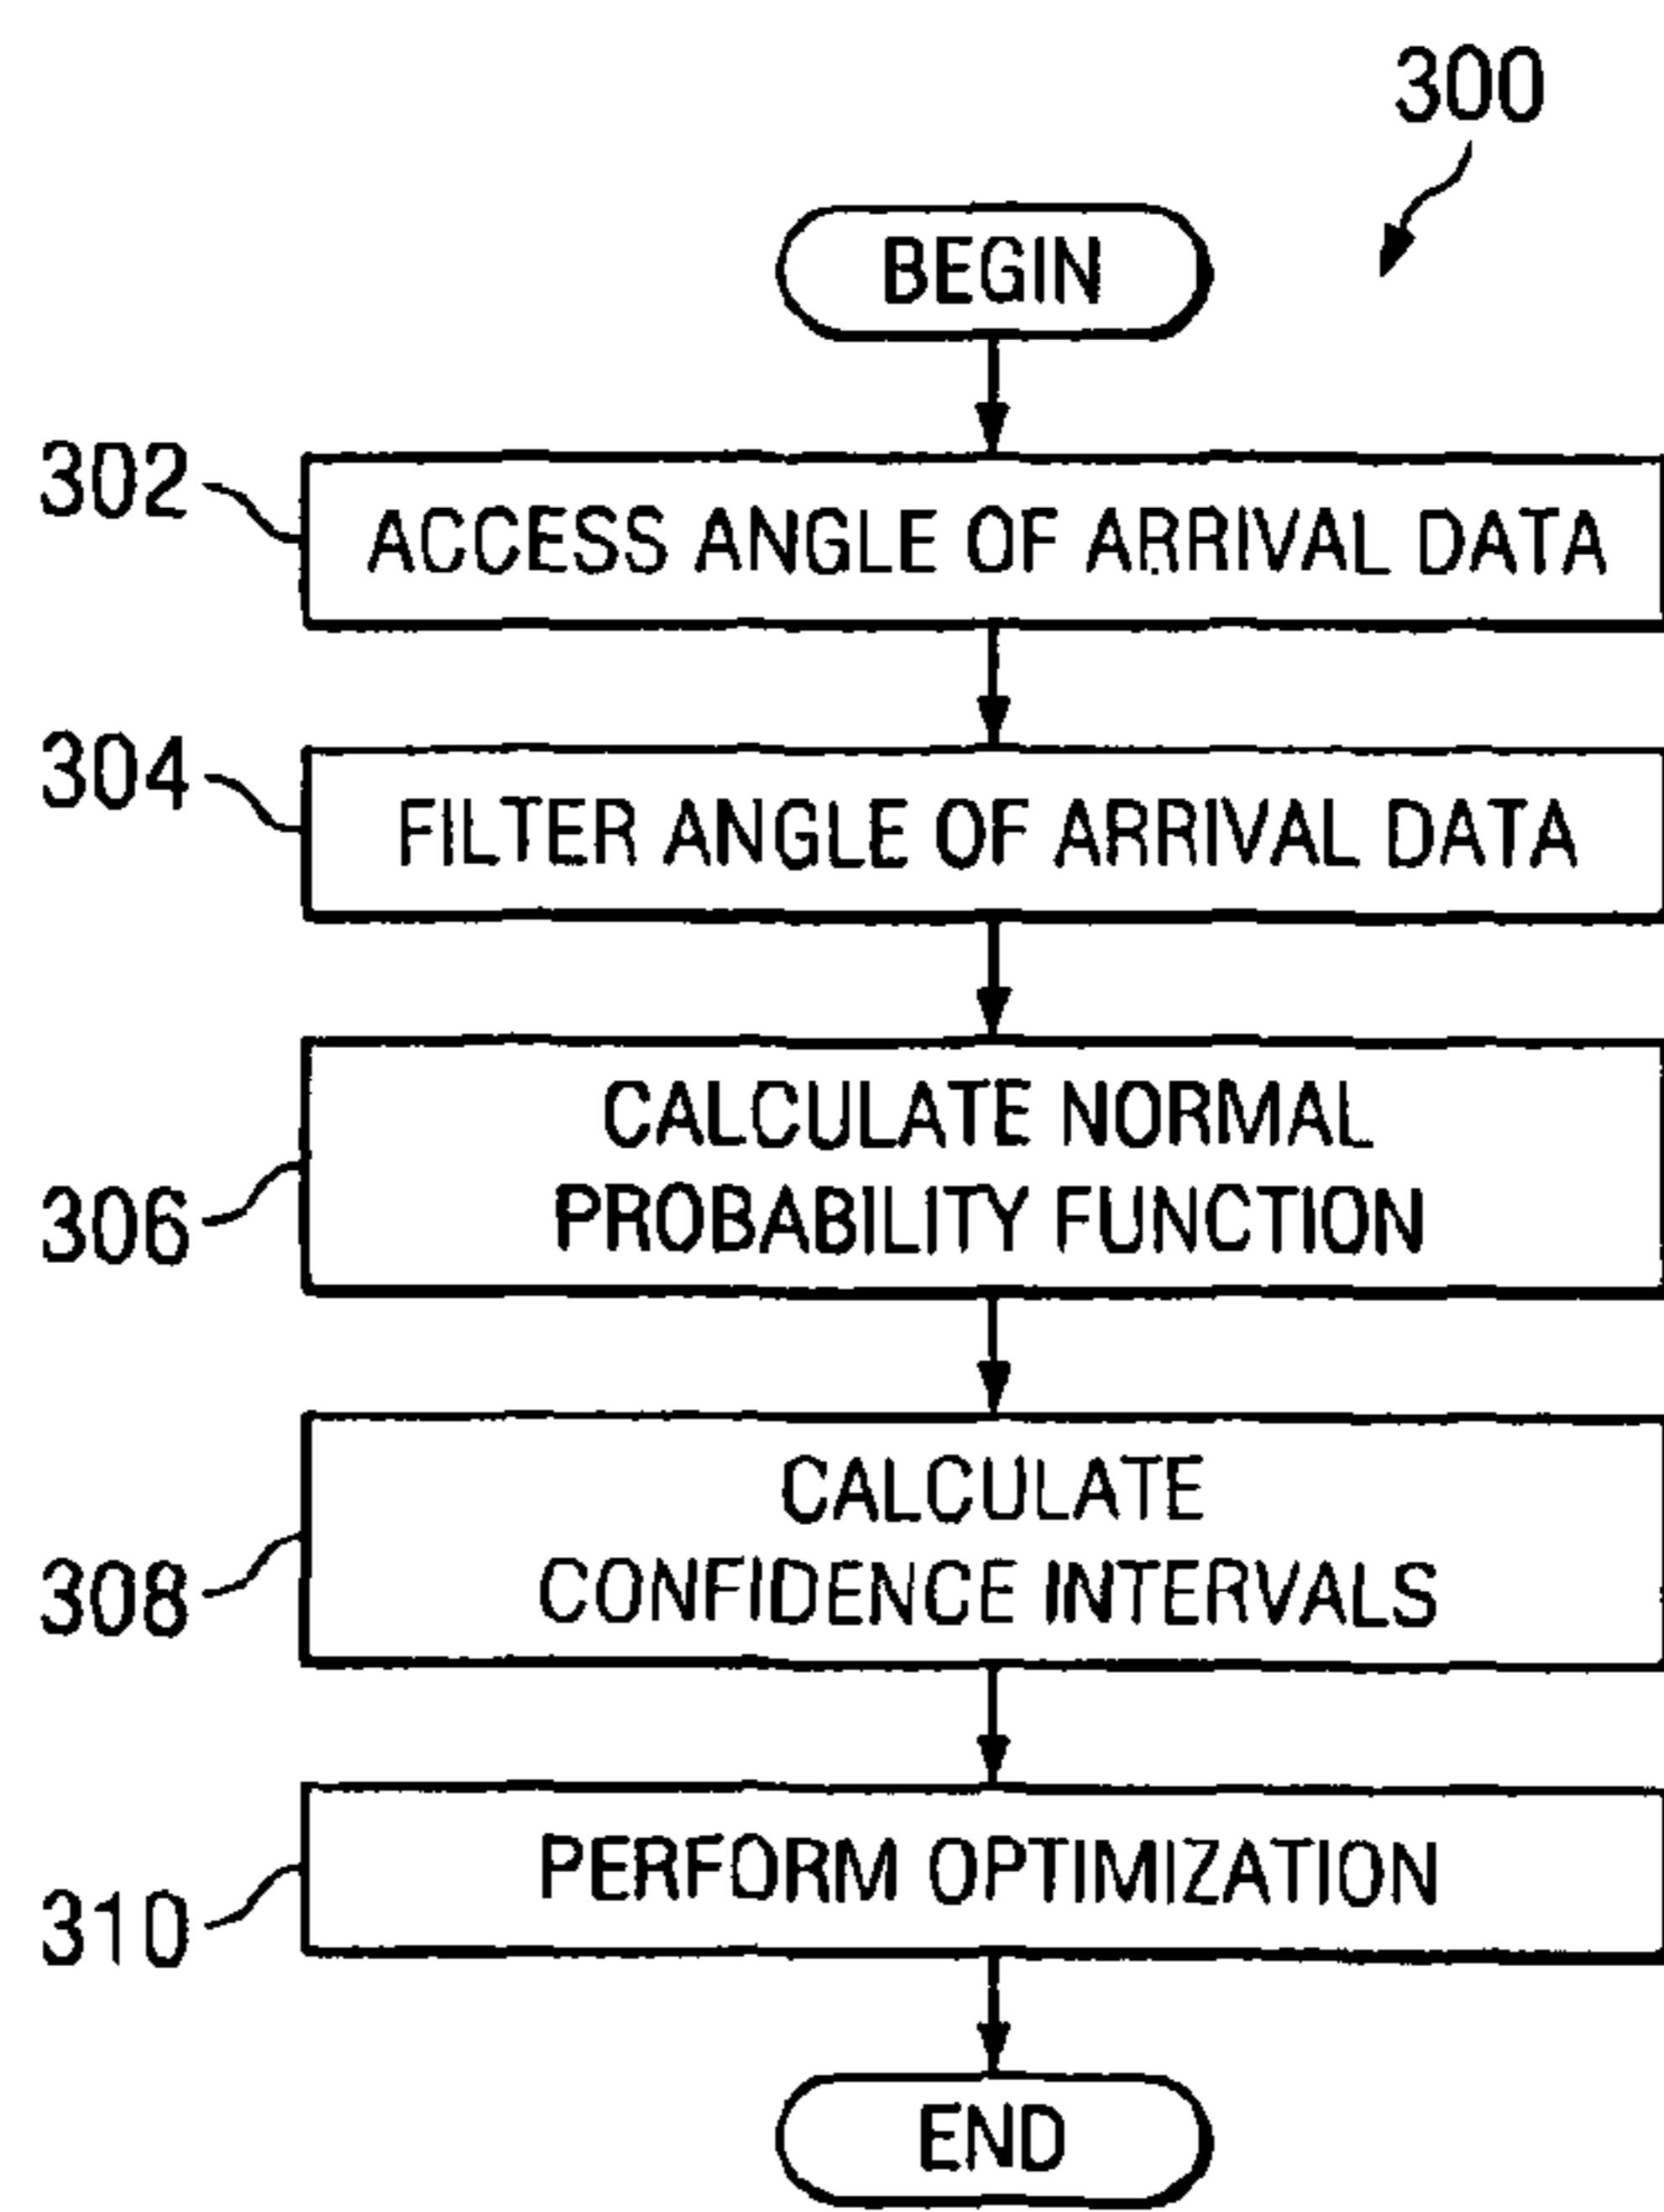 300
BEGIN
302
ACCESS ANGLE OF ARRIVAL DATA
304
FILTER ANGLE OF ARRIVAL DATA
306
CALCULATE NORMAL
PROBABILITY FUNCTION
308
CALCULATE
CONFIDENCE INTERVALS
310
PERFORM OPTIMIZATION
END